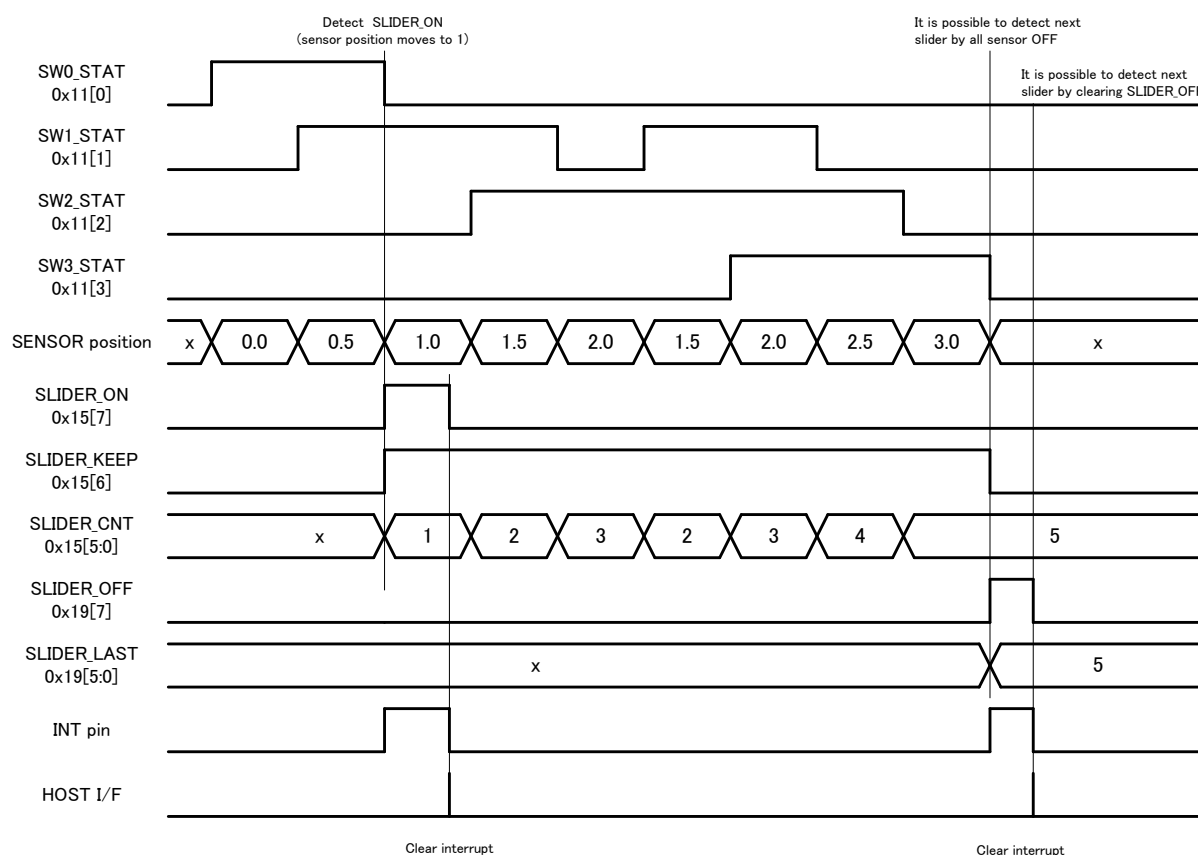 Detect SLIDER_ON
(sensor position moves to 1)
It is possible to detect next
slider by all sensor OFF
It is possible to detect next
slider by clearing SLIDER_OF
SW0_STAT
0x11[0]
SW1_STAT
0x11[1]
SW2_STAT
0x11[2]
SW3_STAT
0x11[3]
SENSOR position
x 0.0 0.5 1.0 1.5 2.0 1.5 2.0 2.5 3.0 x
SLIDER_ON
0x15[7]
SLIDER_KEEP
0x15[6]
SLIDER_CNT
0x15[5:0]
x 1 2 3 2 3 4 5
SLIDER_OFF
0x19[7]
SLIDER_LAST
0x19[5:0]
x 5
INT pin
HOST I/F
Clear interrupt
Clear interrupt